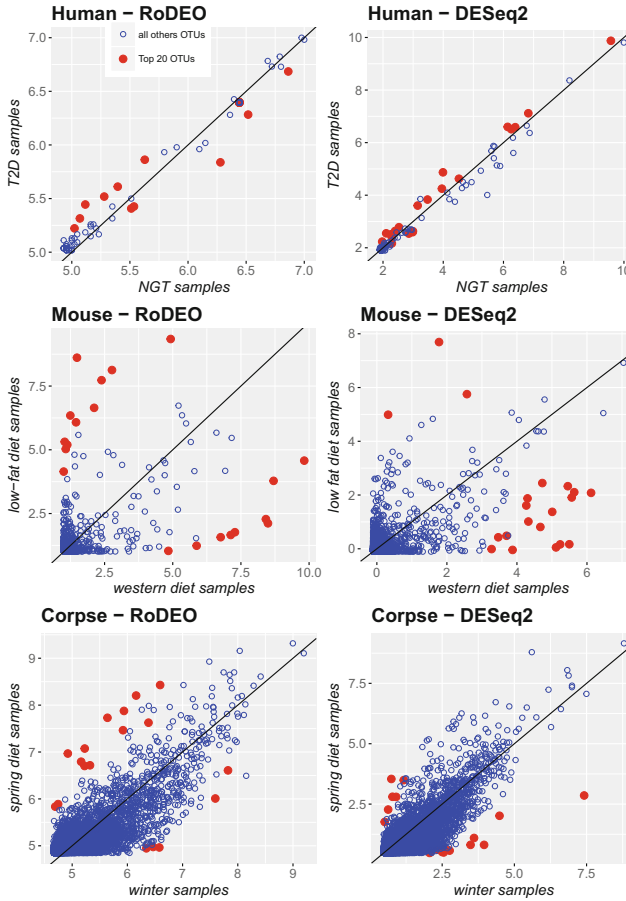 Human – RoDEO
all others OTUs
Top 20 OTUs
T2D samples
7.0
6.5
6.0
5.5
5.0
5.0
5.5
6.0
6.5
7.0
NGT samples
Human – DESeq2
T2D samples
10
8
6
4
2
2
4
6
8
10
NGT samples
Mouse – RoDEO
low–fat diet samples
7.5
5.0
2.5
2.5
5.0
7.5
10.0
western diet samples
Mouse – DESeq2
low fat diet samples
8
6
4
2
0
0
2
4
6
western diet samples
Corpse – RoDEO
spring diet samples
9
8
7
6
5
5
6
7
8
9
winter samples
Corpse – DESeq2
spring diet samples
7.5
5.0
2.5
2.5
5.0
7.5
winter samples